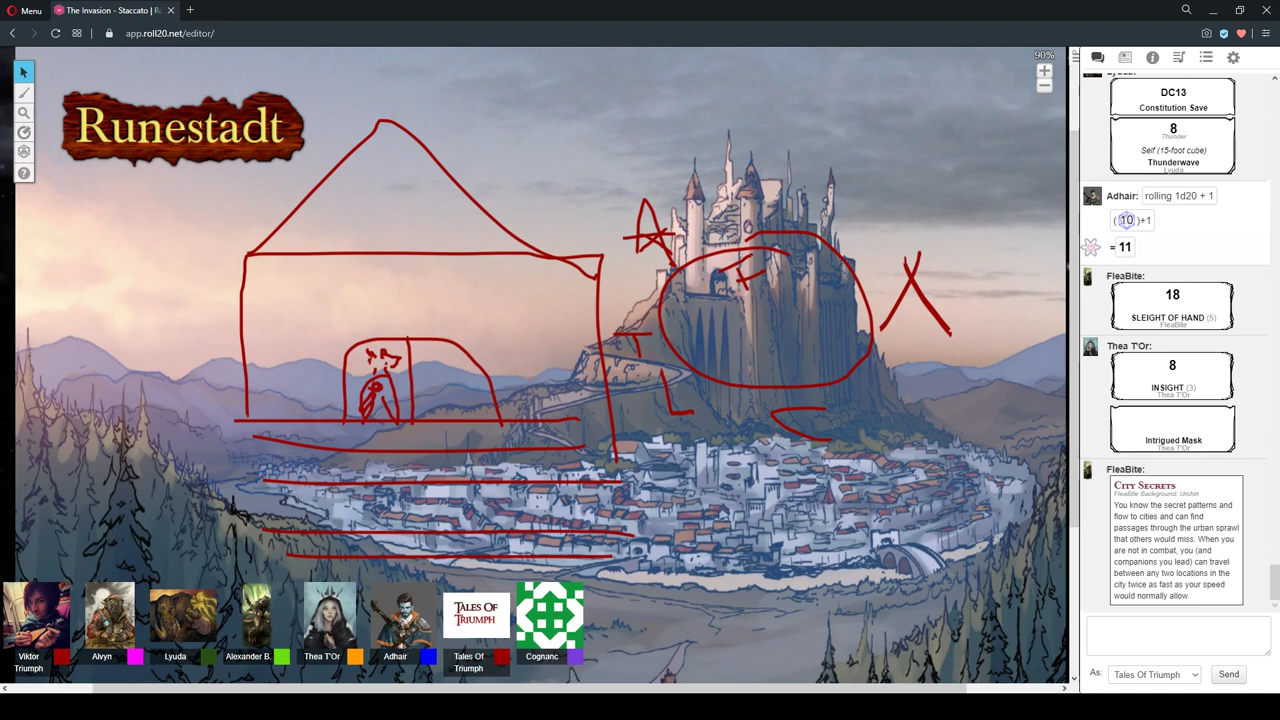 Menu
The Invasion - Staccato | Ro
app.roll20.net/editor/
90%
Runestadt
A
F
X
T
L
Viktor
Triumph
Alvyn
Lyuda
Alexander B.
Thea T'Or
Adhair
TALES OF
TRIUMPH
Tales Of
Triumph
Cognanc
Lyuda:
DC13
Constitution Save
8
Thunder
Self (15-foot cube)
Thunderwave
Lyuda
Adhair: rolling 1d20 + 1
(10)+1
= 11
FleaBite:
18
SLEIGHT OF HAND (5)
FleaBite
Thea T'Or:
8
INSIGHT (3)
Thea T'Or
Intrigued Mask
Thea T'Or
FleaBite:
CITY SECRETS
FleaBite Background: Urchin
You know the secret patterns and
flow to cities and can find
passages through the urban sprawl
that others would miss. When you
are not in combat, you (and
companions you lead) can travel
between any two locations in the
city twice as fast as your speed
would normally allow.
As: Tales Of Triumph Send